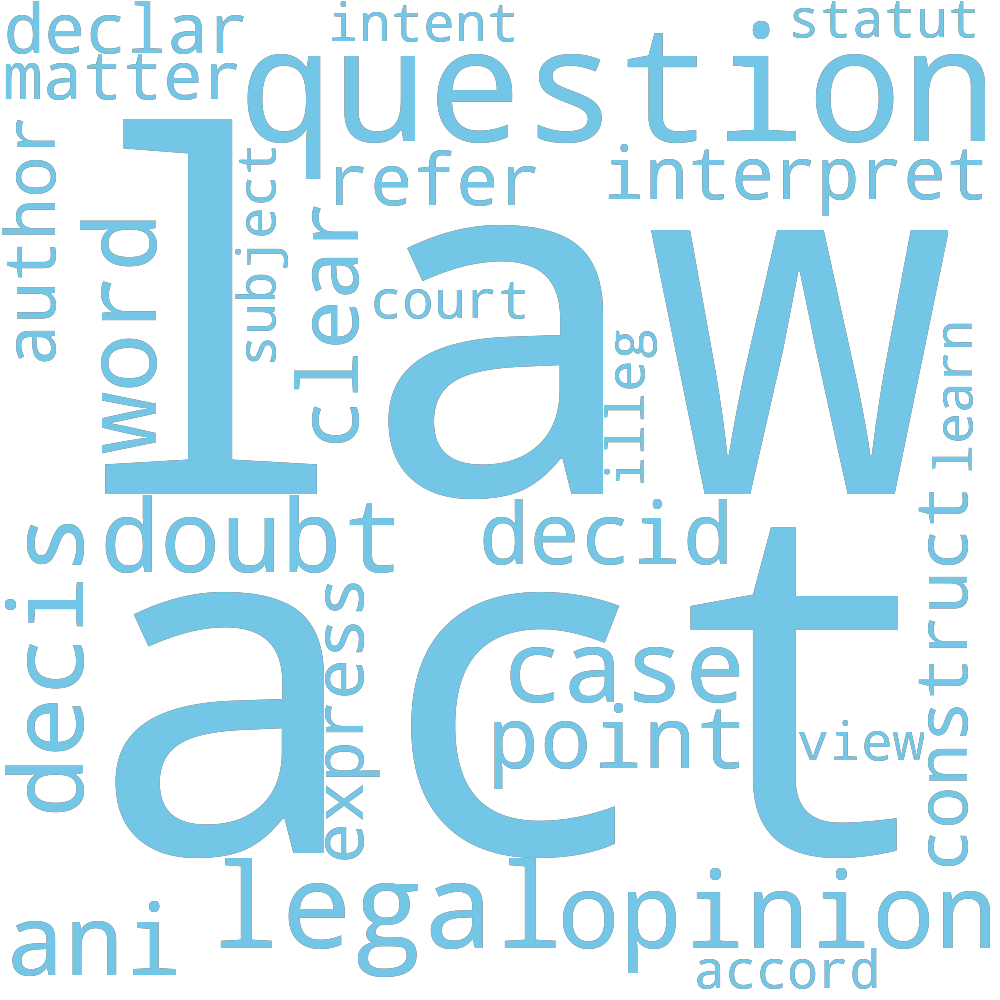 declar
intent
statut
matter
question
author
word
subject
refer
interpret
law
clear
court
illeg
learn
decis
doubt
decid
construct
act
express
case
point
view
legal
opinion
ani
accord